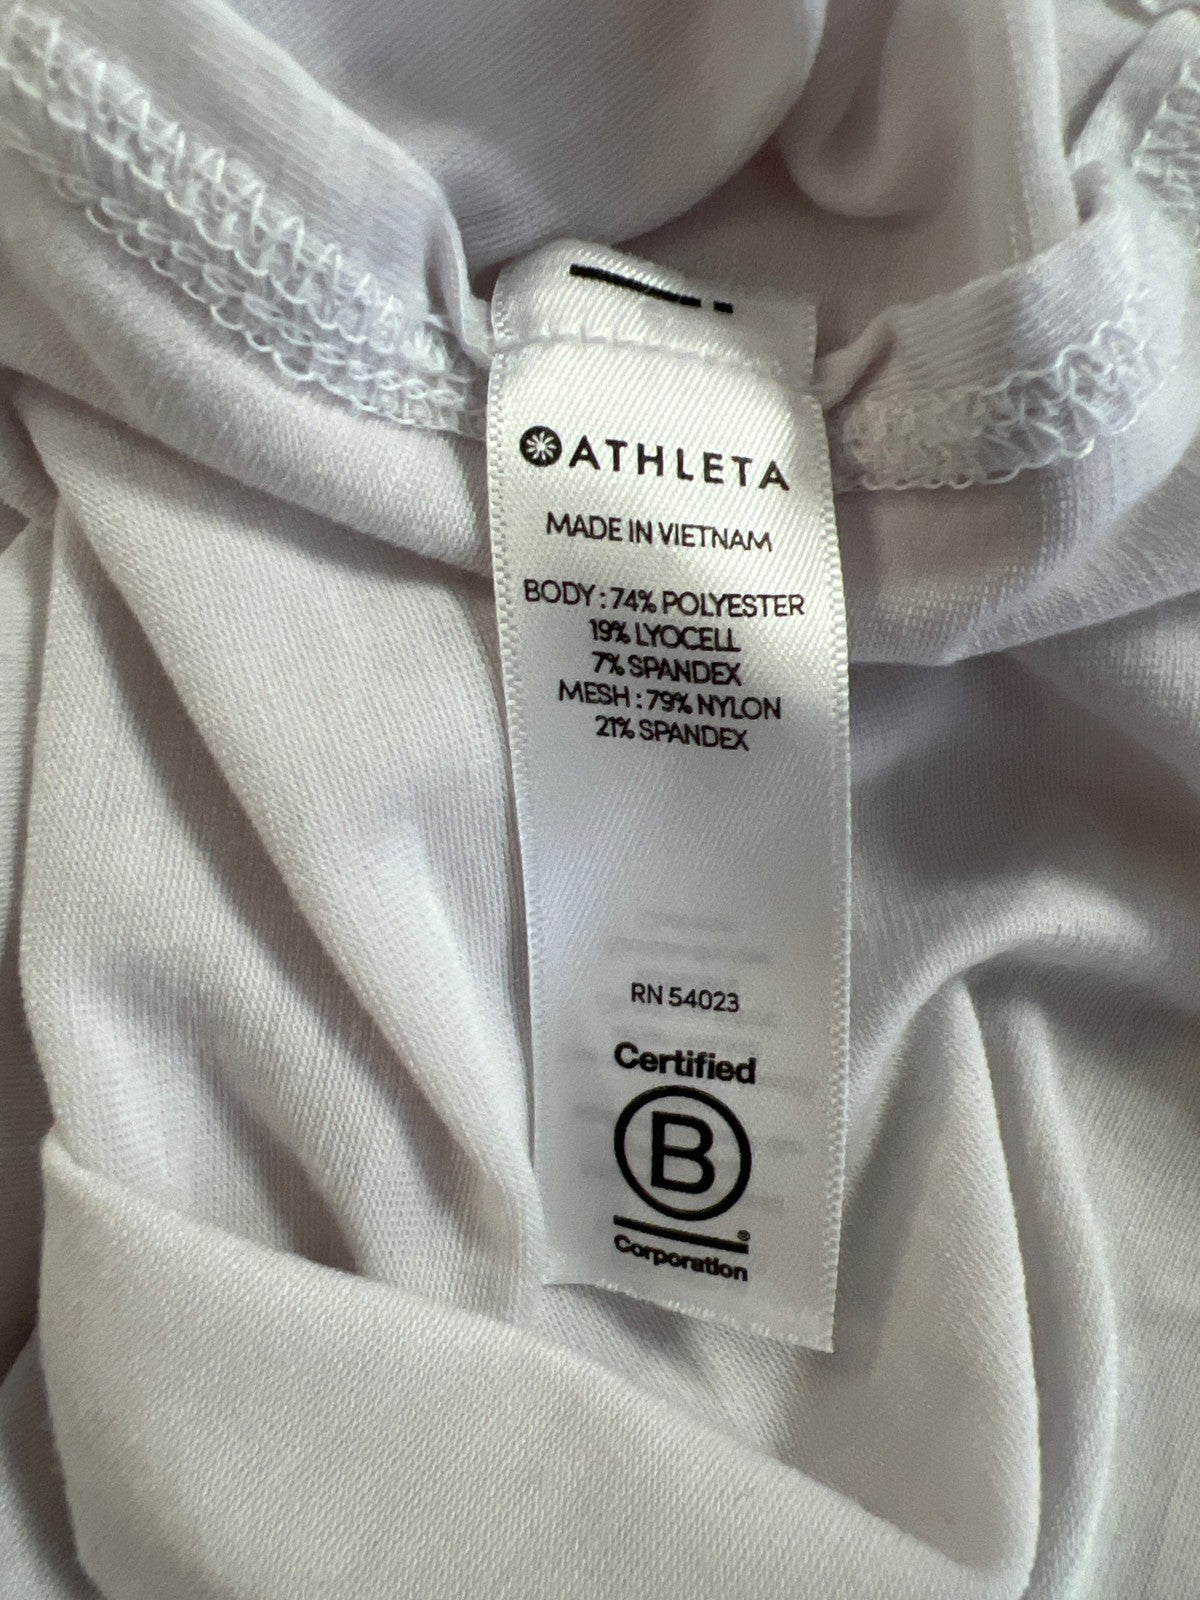 ATHLETA
MADE IN VIETNAM
BODY : 74% POLYESTER
19% LYOCELL
7% SPANDEX
MESH : 79% NYLON
21% SPANDEX
RN 54023
Certified
B
®
Corporation